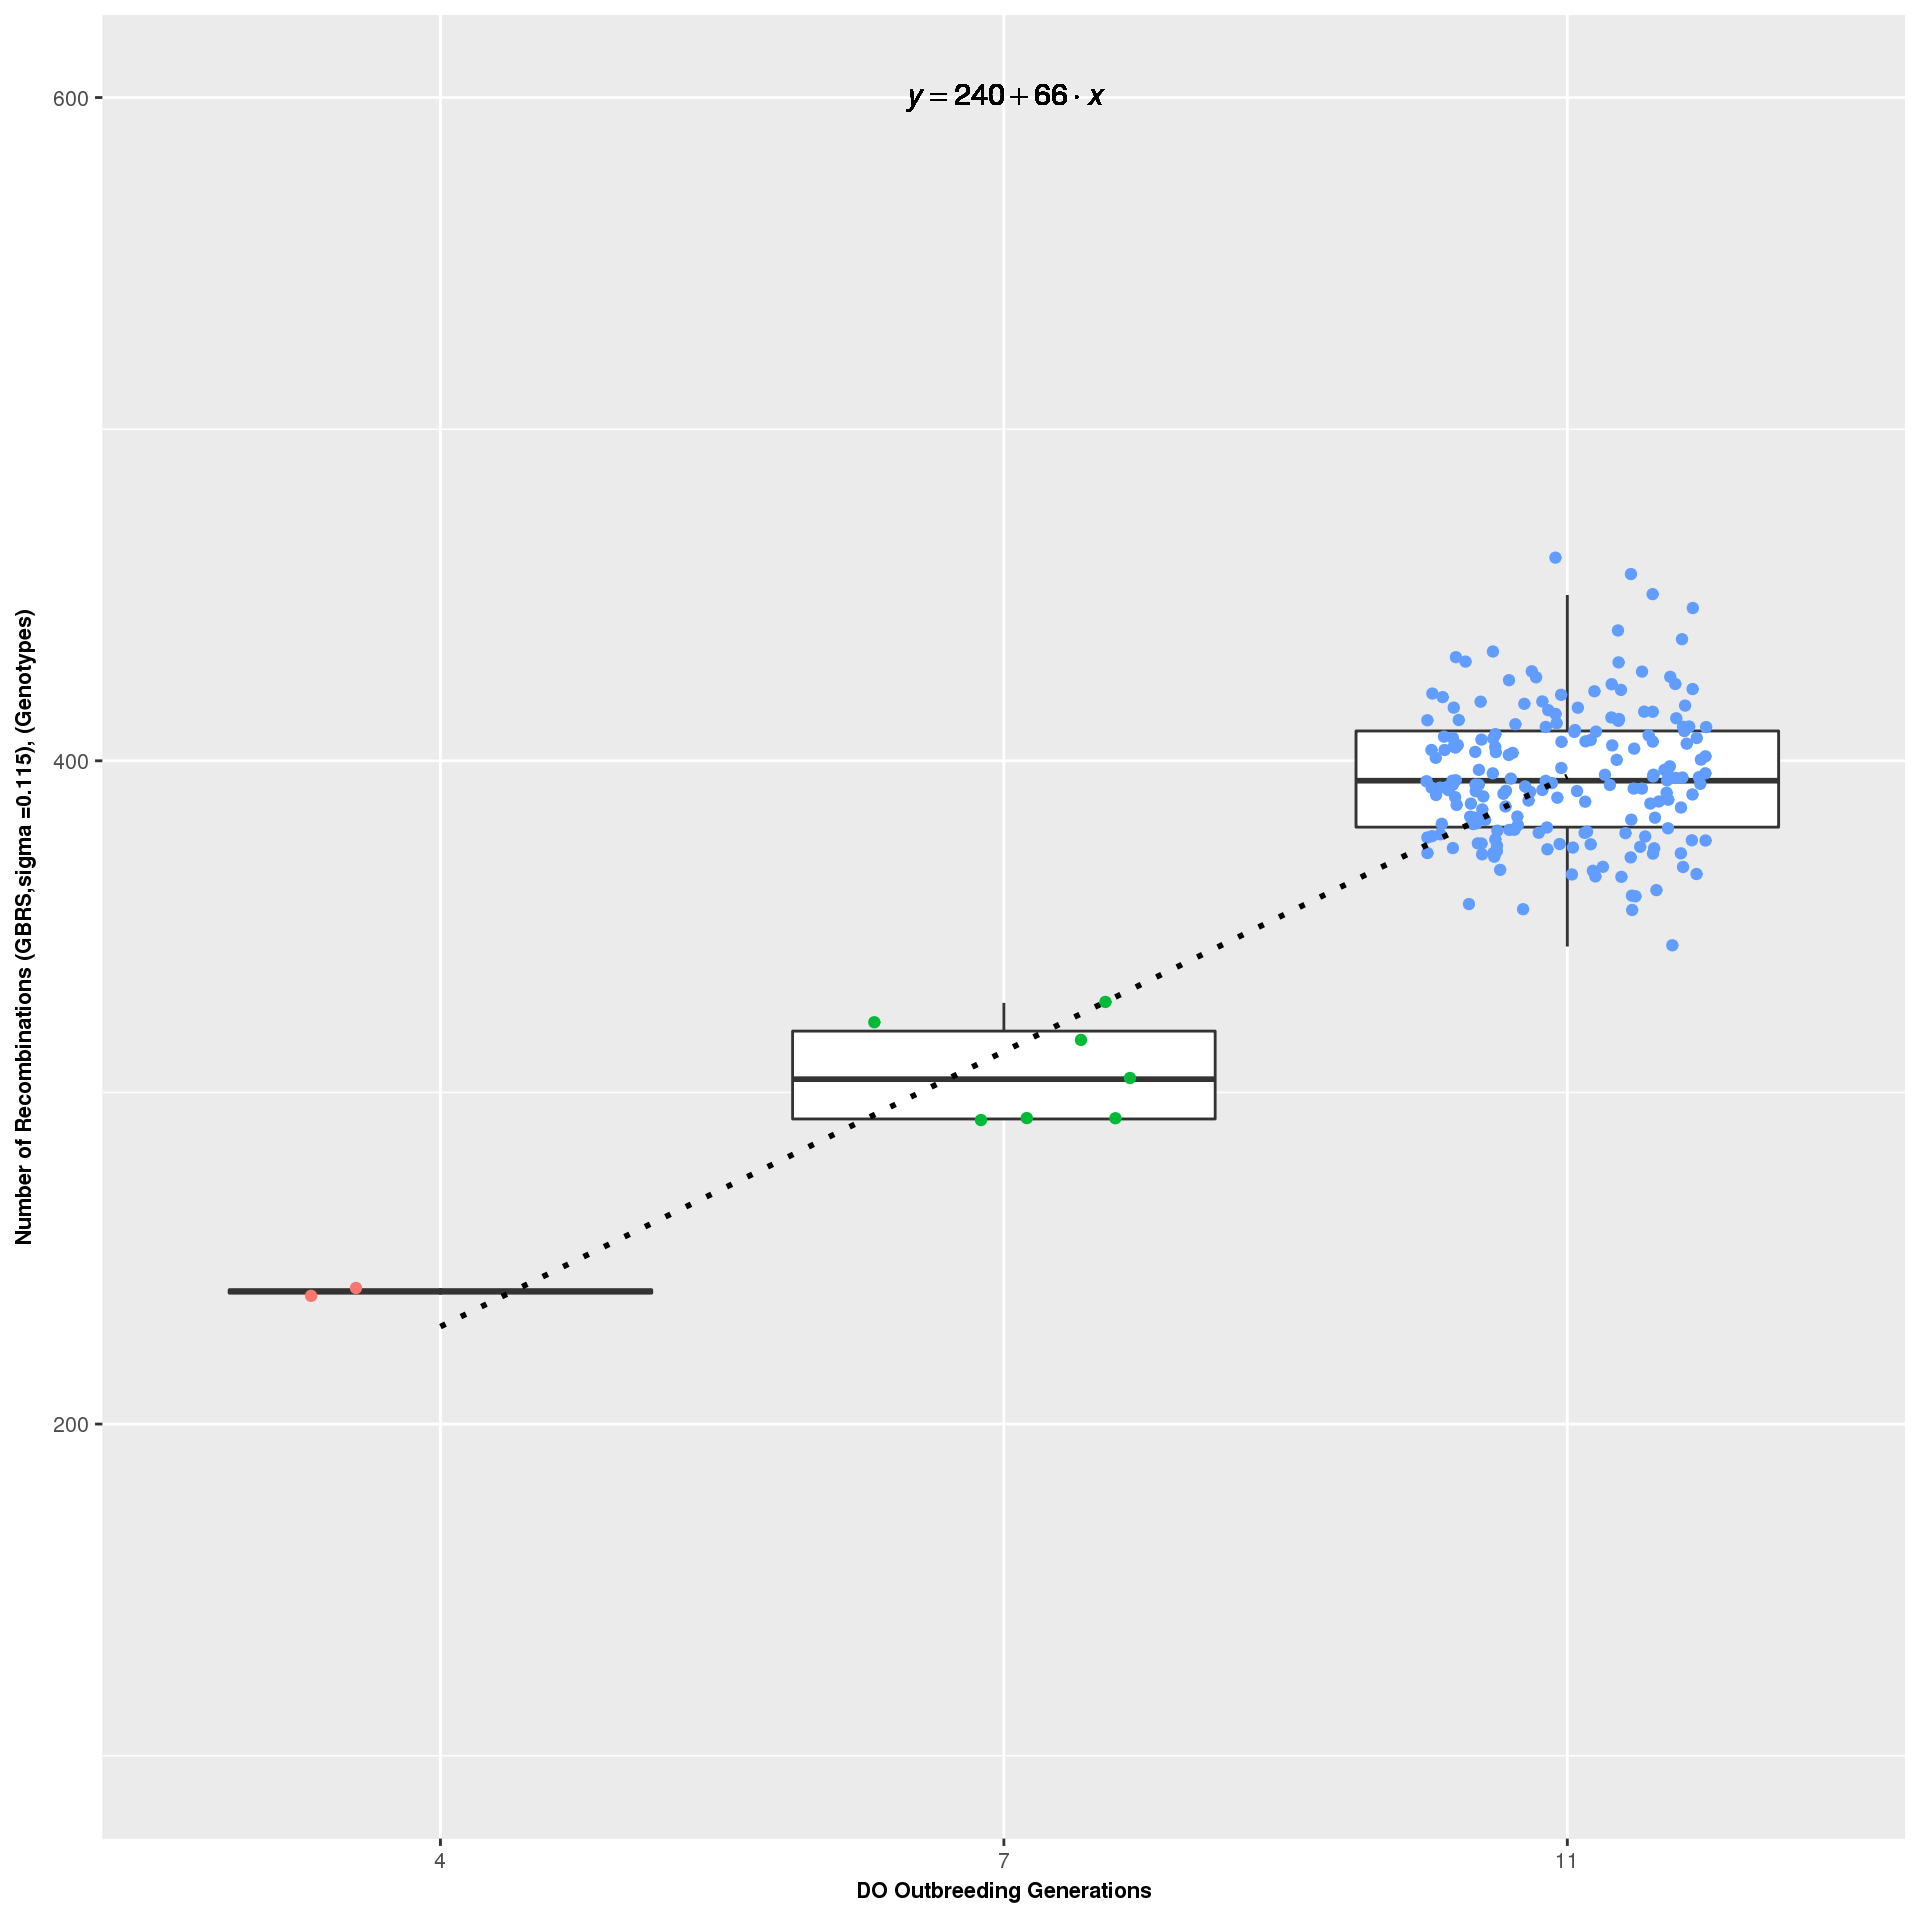 y = 240 + 66 · x
600
400
200
Number of Recombinations (GBRS,sigma =0.115), (Genotypes)
4 7 11
DO Outbreeding Generations